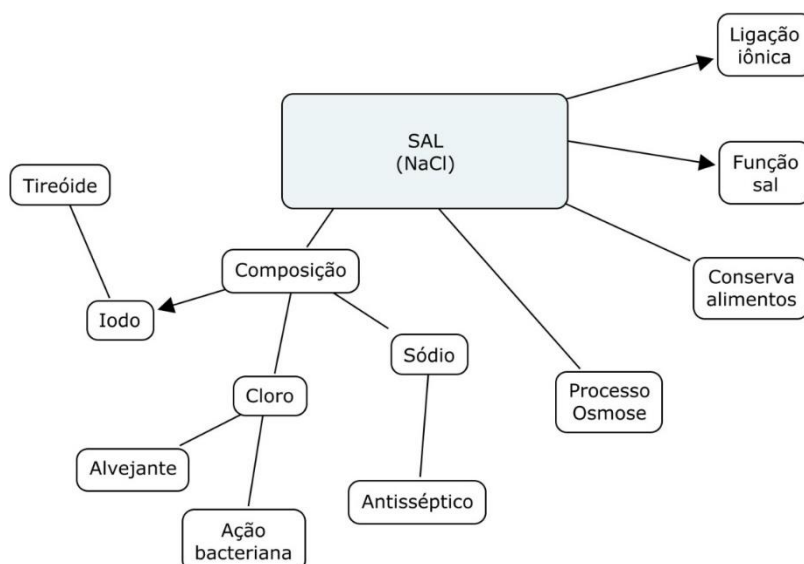 Ligação
iônica
SAL
(NaCl)
Função
sal
Tireóide
Composição
Conserva
alimentos
Iodo
Sódio
Cloro
Processo
Osmose
Alvejante
Antisséptico
Ação
bacteriana